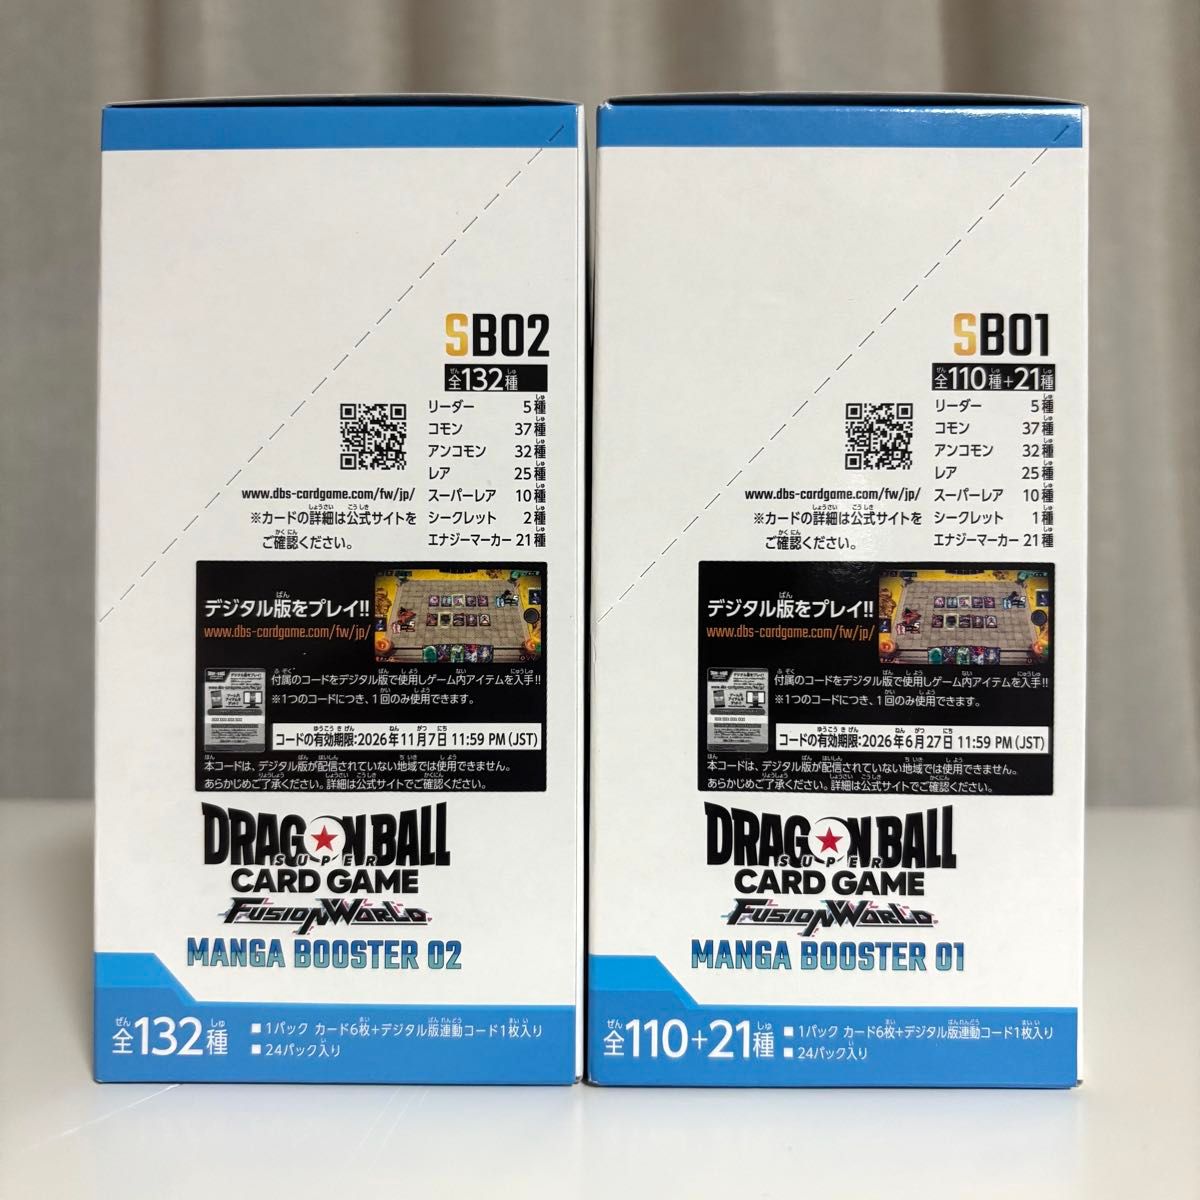 SB02
全132種
リーダー 5種
コモン 37種
アンコモン 32種
レア 25種
スーパーレア 10種
シークレット 2種
エナジーマーカー 21種
www.dbs-cardgame.com/fw/jp/
※カードの詳細は公式サイトを
ご確認ください。
デジタル版をプレイ!!
www.dbs-cardgame.com/fw/jp/
付属のコードをデジタル版で使用しゲーム内アイテムを入手!!
※1つのコードにつき、1回のみ使用できます。
コードの有効期限:2026年11月7日 11:59 PM (JST)
本コードは、デジタル版が配信されていない地域では使用できません。
あらかじめご了承ください。詳細は公式サイトでご確認ください。
DRAGON BALL
SUPER
CARD GAME
FUSION WORLD
MANGA BOOSTER 02
全132種
■1パック カード6枚+デジタル版連動コード1枚入り
■24パック入り
SB01
全110種+21種
リーダー 5種
コモン 37種
アンコモン 32種
レア 25種
スーパーレア 10種
シークレット 1種
エナジーマーカー 21種
www.dbs-cardgame.com/fw/jp/
※カードの詳細は公式サイトを
ご確認ください。
デジタル版をプレイ!!
www.dbs-cardgame.com/fw/jp/
付属のコードをデジタル版で使用しゲーム内アイテムを入手!!
※1つのコードにつき、1回のみ使用できます。
コードの有効期限:2026年6月27日 11:59 PM (JST)
本コードは、デジタル版が配信されていない地域では使用できません。
あらかじめご了承ください。詳細は公式サイトでご確認ください。
DRAGON BALL
SUPER
CARD GAME
FUSION WORLD
MANGA BOOSTER 01
全110+21種
■1パック カード6枚+デジタル版連動コード1枚入り
■24パック入り